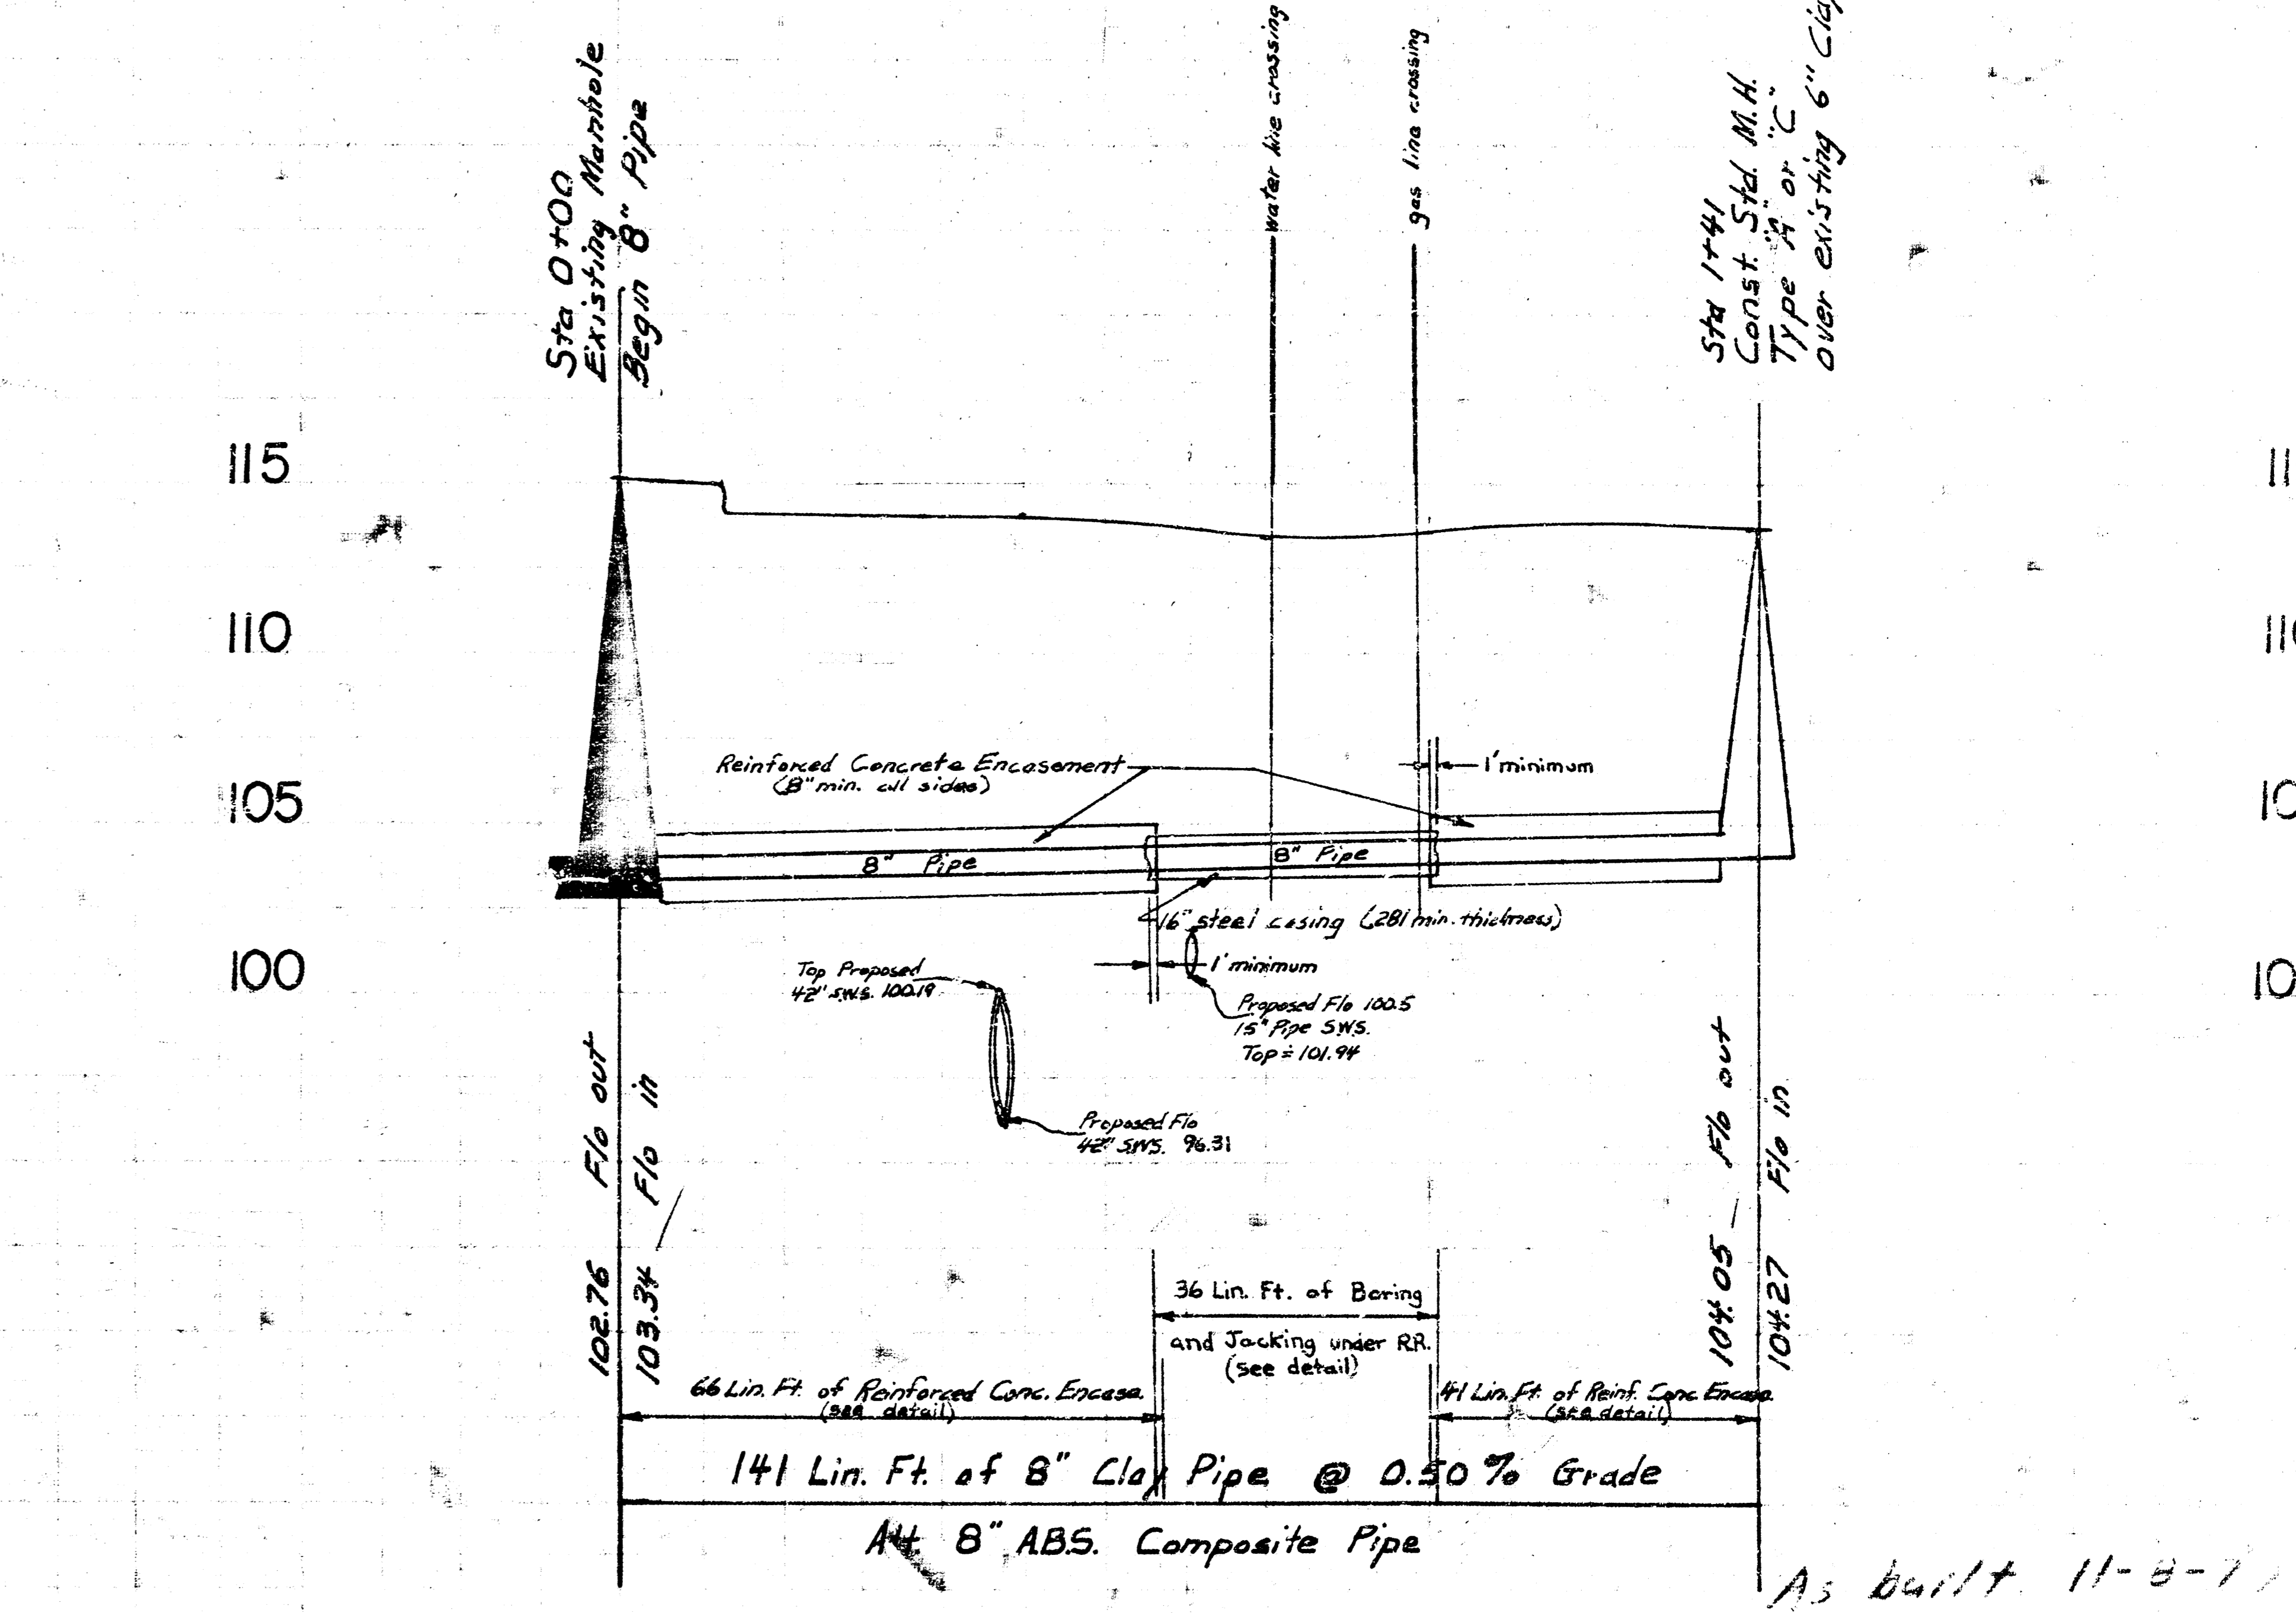 Sta 0+00
Existing Manhole
Begin 8" Pipe
water line crossing
gas line crossing
Sta 1+41
Const. Std. M.H.
Type "A" or "C"
over existing 6"
115
110
105
100
Reinforced Concrete Encasement
(8" min. all sides)
1' minimum
8" Pipe
8" Pipe
16" steel casing (.281 min. thickness)
1' minimum
Top Proposed
42" S.W.S. 100.19
Proposed Flo 100.5
15" Pipe S.W.S.
Top = 101.94
Proposed Flo
42" S.W.S. 96.31
102.76 Flo out
103.34 Flo in
104.05 Flo out
104.27 Flo in
36 Lin. Ft. of Boring
and Jacking under RR.
(see detail)
66 Lin. Ft. of Reinforced Conc. Encase.
(see detail)
41 Lin. Ft. of Reinf. Conc. Encase.
(see detail)
141 Lin. Ft. of 8" Clay Pipe @ 0.50% Grade
Alt. 8" A.B.S. Composite Pipe
As built